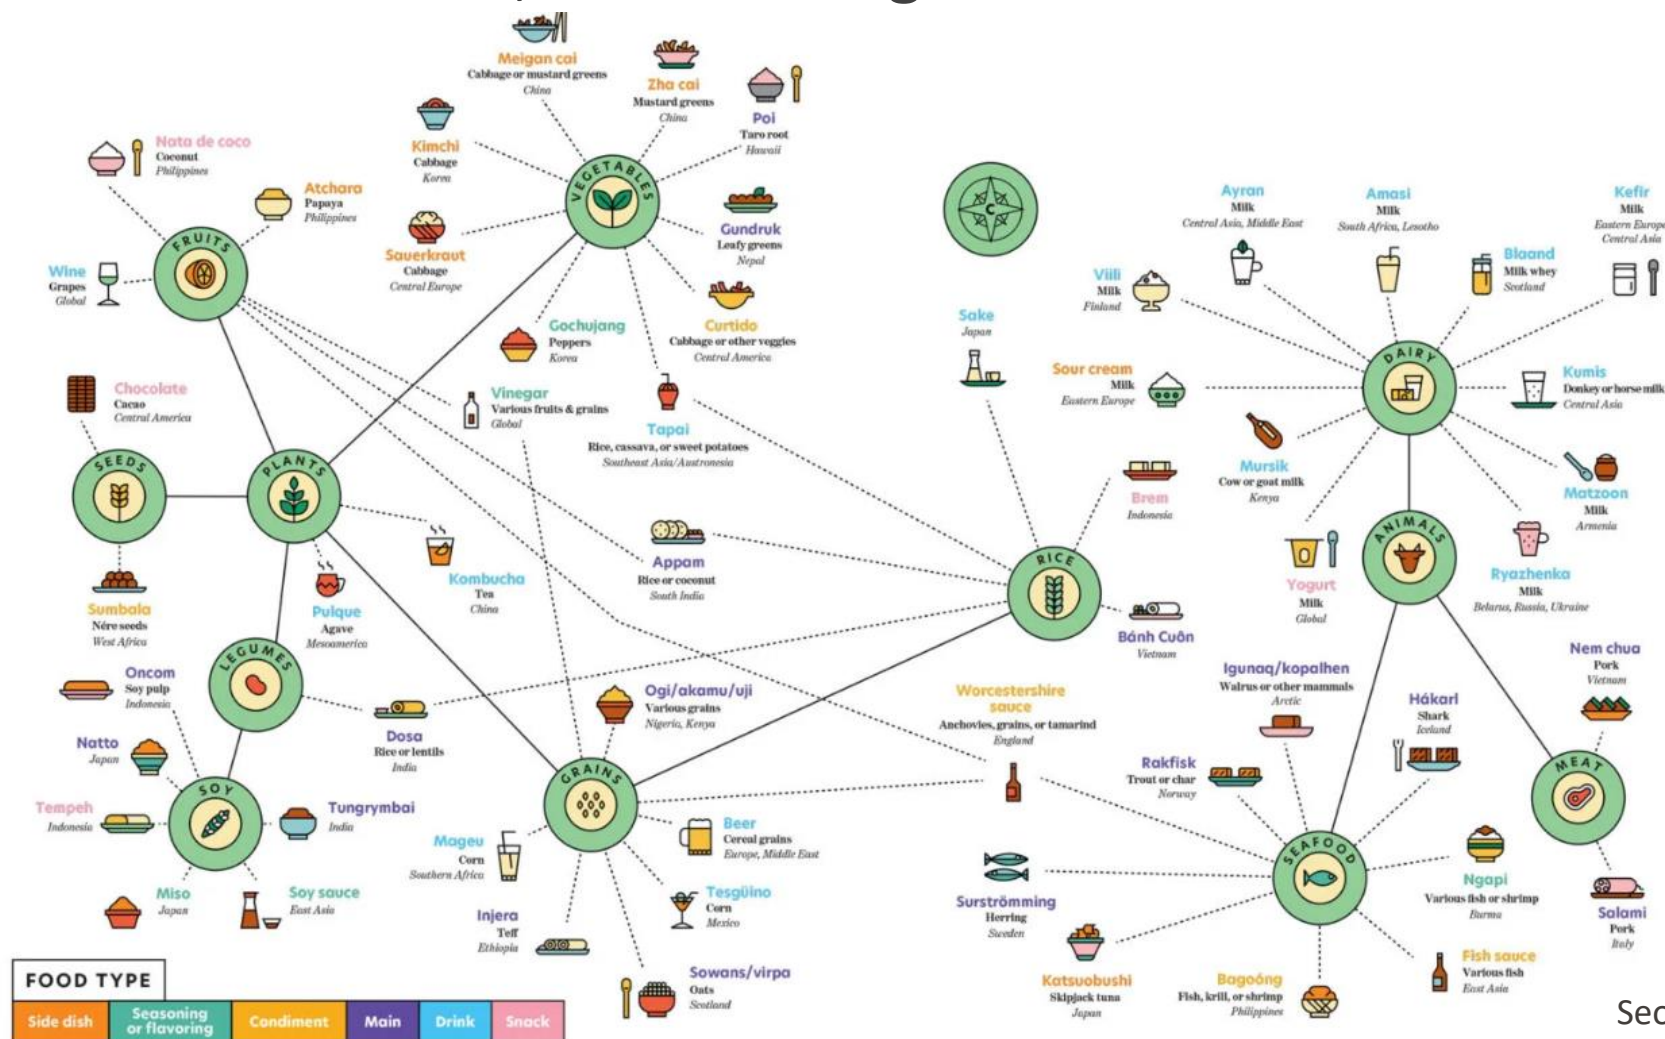 Meigan cai
Cabbage or mustard greens
China
Zha cai
Mustard greens
China
Poi
Taro root
Hawaii
Kimchi
Cabbage
Korea
VEGETABLES
Gundruk
Leafy greens
Nepal
Sauerkraut
Cabbage
Central Europe
Gochujang
Peppers
Korea
Curtido
Cabbage or other veggies
Central America
Nata de coco
Coconut
Philippines
Atchara
Papaya
Philippines
FRUITS
Wine
Grapes
Global
Chocolate
Cacao
Central America
SEEDS
PLANTS
Vinegar
Various fruits & grains
Global
Tapai
Rice, cassava, or sweet potatoes
Southeast Asia/Austronesia
Sumbala
Nére seeds
West Africa
Pulque
Agave
Mesoamerica
Kombucha
Tea
China
Appam
Rice or coconut
South India
C
Sake
Japan
Brem
Indonesia
RICE
Bánh Cuôn
Vietnam
Ayran
Milk
Central Asia, Middle East
Amasi
Milk
South Africa, Lesotho
Kefir
Milk
Eastern Europe
Central Asia
Viili
Milk
Finland
Blaand
Milk whey
Scotland
DAIRY
Sour cream
Milk
Eastern Europe
Kumis
Donkey or horse milk
Central Asia
Mursik
Cow or goat milk
Kenya
Matzoon
Milk
Armenia
ANIMALS
Yogurt
Milk
Global
Ryazhenka
Milk
Belarus, Russia, Ukraine
LEGUMES
Oncom
Soy pulp
Indonesia
Natto
Japan
SOY
Tempeh
Indonesia
Tungrymbai
India
Miso
Japan
Soy sauce
East Asia
Dosa
Rice or lentils
India
Ogi/akamu/uji
Various grains
Nigeria, Kenya
GRAINS
Mageu
Corn
Southern Africa
Beer
Cereal grains
Europe, Middle East
Injera
Teff
Ethiopia
Tesgüino
Corn
Mexico
Sowans/virpa
Oats
Scotland
Worcestershire
sauce
Anchovies, grains, or tamarind
England
Igunaq/kopalhen
Walrus or other mammals
Arctic
Hákarl
Shark
Iceland
Nem chua
Pork
Vietnam
Rakfisk
Trout or char
Norway
MEAT
SEAFOOD
Surströmming
Herring
Sweden
Ngapi
Various fish or shrimp
Burma
Salami
Pork
Italy
Katsuobushi
Skipjack tuna
Japan
Bagoóng
Fish, krill, or shrimp
Philippines
Fish sauce
Various fish
East Asia
FOOD TYPE
Side dish
Seasoning
or flavoring
Condiment
Main
Drink
Snack